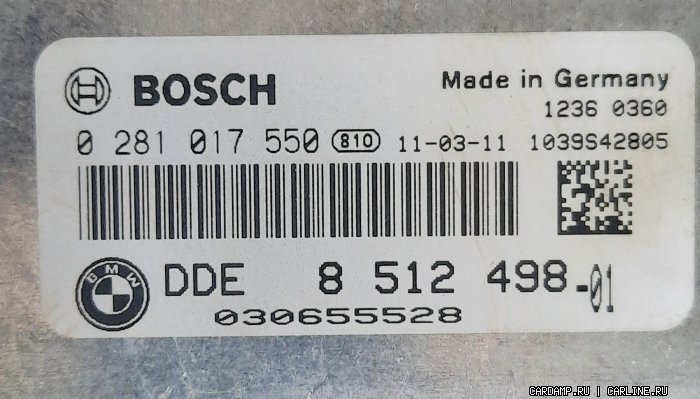 BOSCH
Made in Germany
1236 0360
0 281 017 550 810 11-03-11 1039S42805
BMW
DDE 8 512 498-01
030655528
CARDAMP.RU | CARLINE.RU